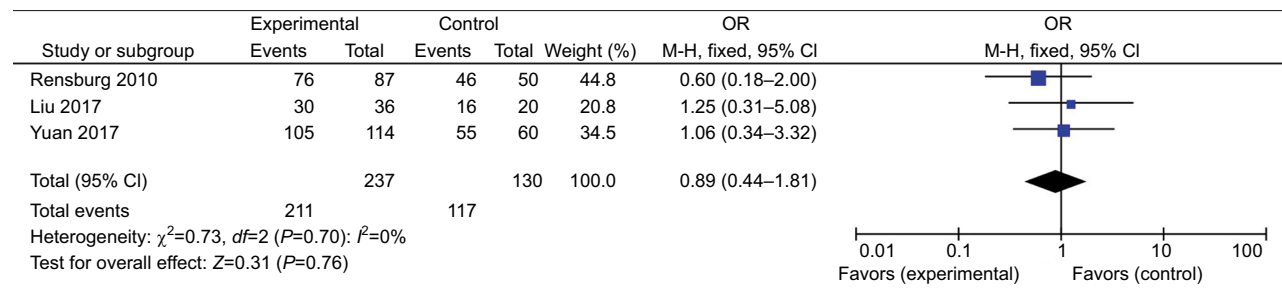 Experimental Control OR OR
Study or subgroup Events Total Events Total Weight (%) M-H, fixed, 95% CI M-H, fixed, 95% CI
Rensburg 2010 76 87 46 50 44.8 0.60 (0.18–2.00)
Liu 2017 30 36 16 20 20.8 1.25 (0.31–5.08)
Yuan 2017 105 114 55 60 34.5 1.06 (0.34–3.32)
Total (95% CI) 237 130 100.0 0.89 (0.44–1.81)
Total events 211 117
Heterogeneity: χ²=0.73, df=2 (P=0.70): I²=0%
Test for overall effect: Z=0.31 (P=0.76)
0.01 0.1 1 10 100
Favors (experimental) Favors (control)